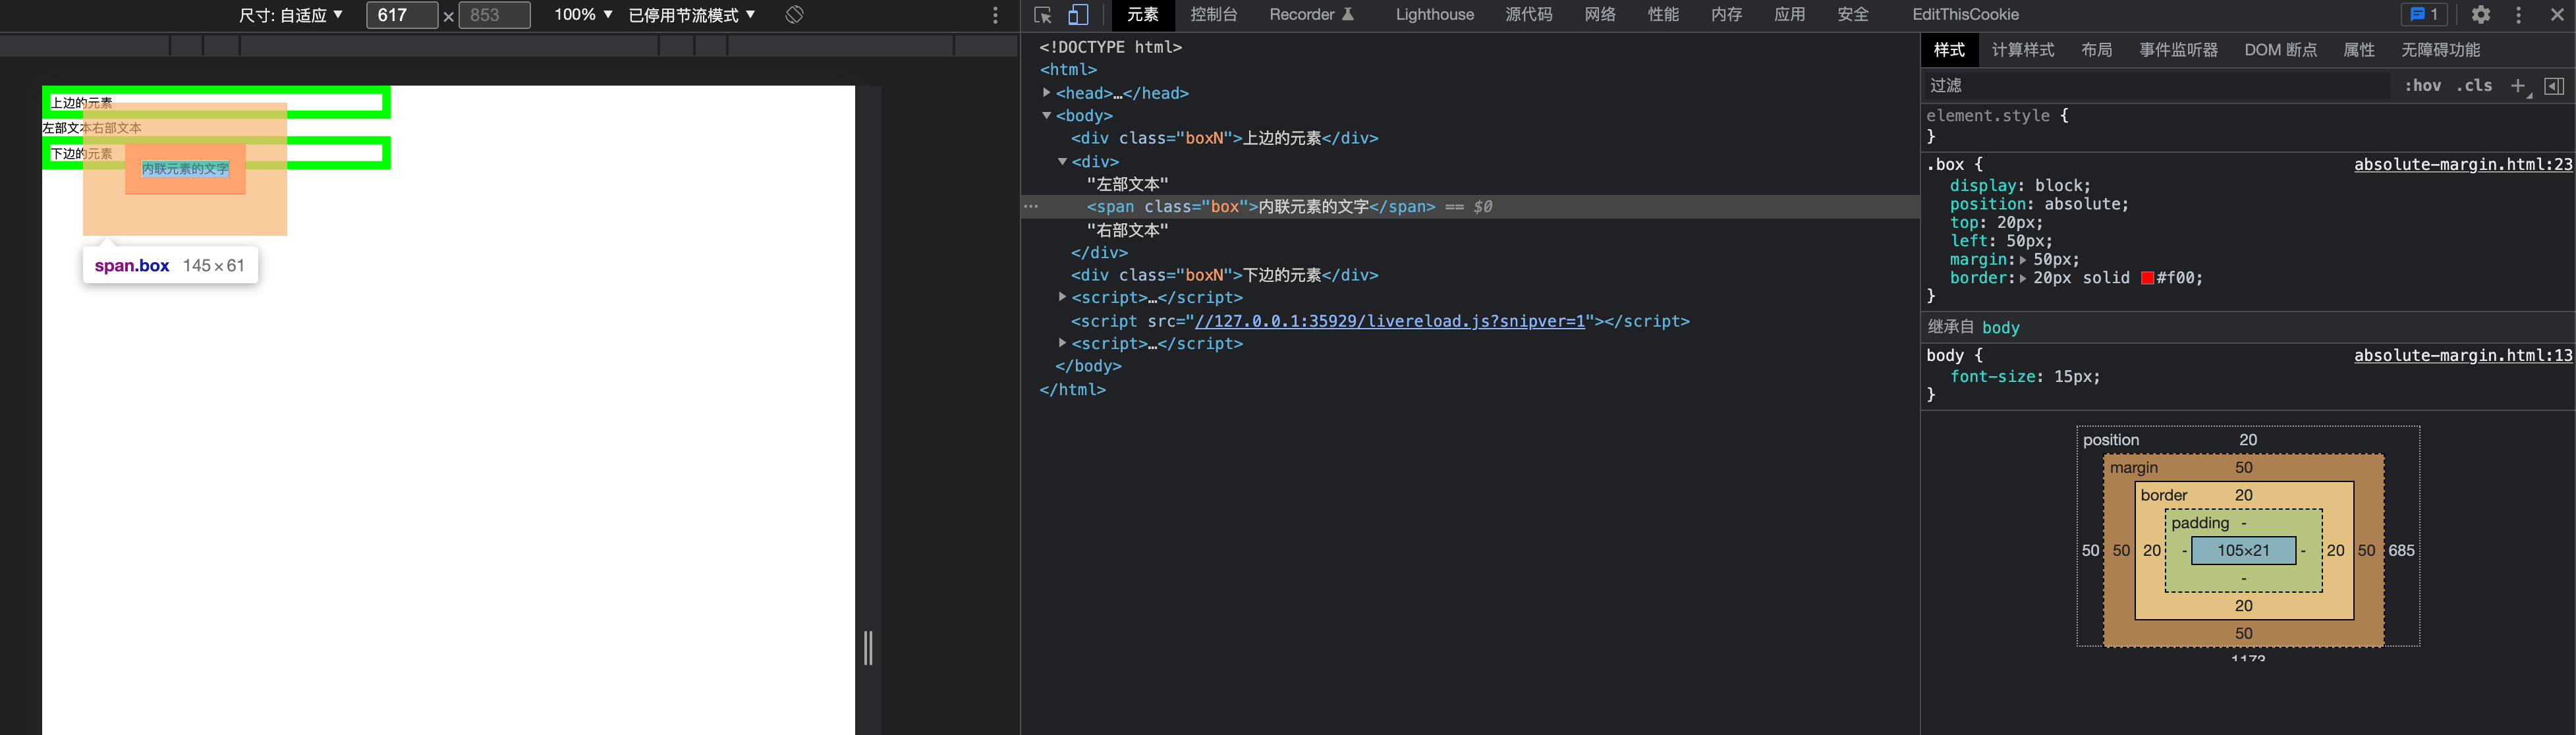 尺寸: 自适应 ▼ 617 × 853 100% ▼ 已停用节流模式 ▼
元素 控制台 Recorder Lighthouse 源代码 网络 性能 内存 应用 安全 EditThisCookie 1
上边的元素
左部文本右部文本
下边的元素
内联元素的文字
span.box 145×61
<!DOCTYPE html>
<html>
<head>…</head>
<body>
<div class="boxN">上边的元素</div>
<div>
"左部文本"
<span class="box">内联元素的文字</span> == $0
"右部文本"
</div>
<div class="boxN">下边的元素</div>
<script>…</script>
<script src="//127.0.0.1:35929/livereload.js?snipver=1"></script>
<script>…</script>
</body>
</html>
样式 计算样式 布局 事件监听器 DOM 断点 属性 无障碍功能
过滤 :hov .cls +
element.style {
}
.box { absolute-margin.html:23
display: block;
position: absolute;
top: 20px;
left: 50px;
margin: 50px;
border: 20px solid #f00;
}
继承自 body
body { absolute-margin.html:13
font-size: 15px;
}
position 20
margin 50
border 20
padding -
50 50 20 - 105×21 - 20 50 685
-
20
50
1173